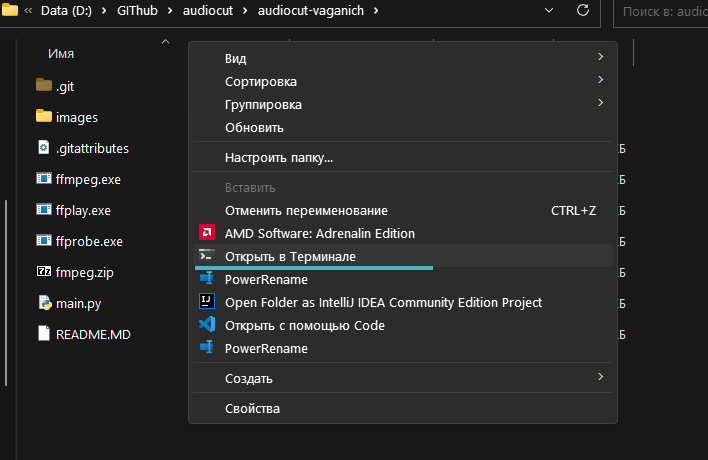 « Data (D:) > GIThub > audiocut > audiocut-vaganich >
Поиск в: audio
Имя
.git
images
.gitattributes
ffmpeg.exe
ffplay.exe
ffprobe.exe
fmpeg.zip
main.py
README.MD
Вид
Сортировка
Группировка
Обновить
Настроить папку...
Вставить
Отменить переименование CTRL+Z
AMD Software: Adrenalin Edition
Открыть в Терминале
PowerRename
Open Folder as IntelliJ IDEA Community Edition Project
Открыть с помощью Code
PowerRename
Создать
Свойства